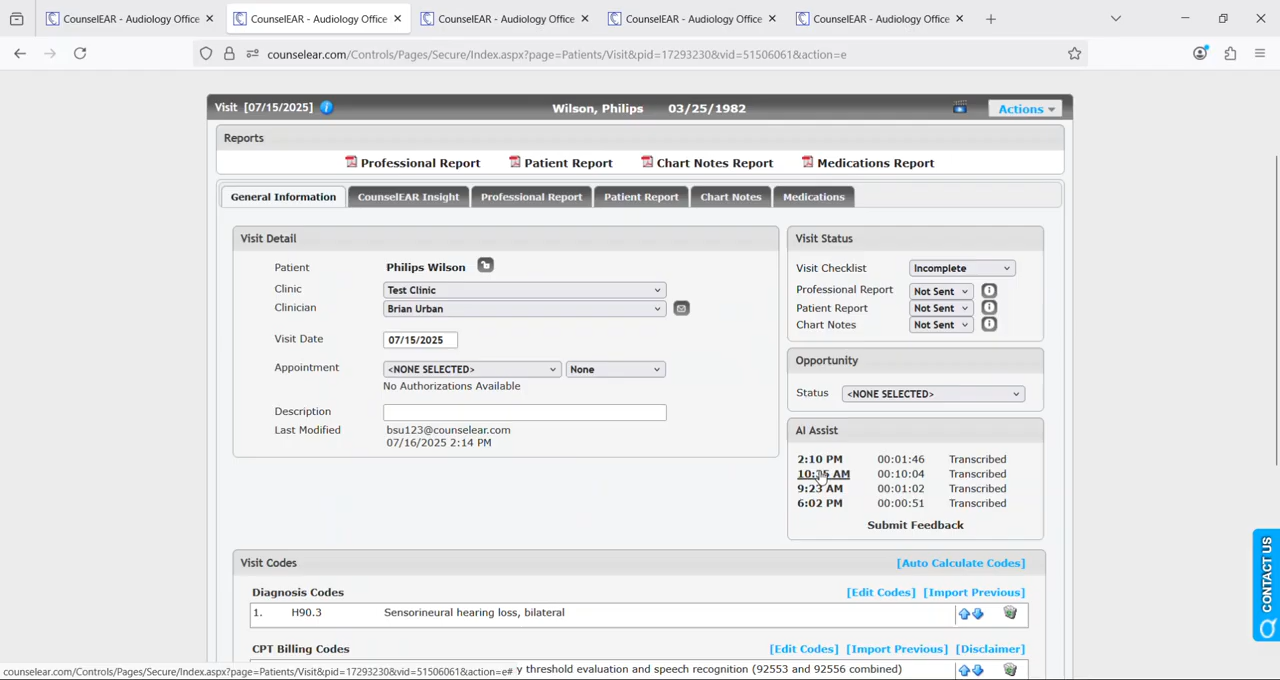 CounselEAR - Audiology Office
CounselEAR - Audiology Office
CounselEAR - Audiology Office
CounselEAR - Audiology Office
CounselEAR - Audiology Office
counselear.com/Controls/Pages/Secure/Index.aspx?page=Patients/Visit&pid=17293230&vid=51506061&action=e
Visit [07/15/2025] Wilson, Philips 03/25/1982 Actions
Reports
Professional Report Patient Report Chart Notes Report Medications Report
General Information CounselEAR Insight Professional Report Patient Report Chart Notes Medications
Visit Detail
Patient Philips Wilson
Clinic Test Clinic
Clinician Brian Urban
Visit Date 07/15/2025
Appointment <NONE SELECTED> None
No Authorizations Available
Description
Last Modified bsu123@counselear.com
07/16/2025 2:14 PM
Visit Status
Visit Checklist Incomplete
Professional Report Not Sent
Patient Report Not Sent
Chart Notes Not Sent
Opportunity
Status <NONE SELECTED>
AI Assist
2:10 PM 00:01:46 Transcribed
AM 00:10:04 Transcribed
9:23 AM 00:01:02 Transcribed
6:02 PM 00:00:51 Transcribed
Submit Feedback
Visit Codes [Auto Calculate Codes]
Diagnosis Codes [Edit Codes] [Import Previous]
1. H90.3 Sensorineural hearing loss, bilateral
CPT Billing Codes [Edit Codes] [Import Previous] [Disclaimer]
y threshold evaluation and speech recognition (92553 and 92556 combined)
counselear.com/Controls/Pages/Secure/Index.aspx?page=Patients/Visit&pid=17293230&vid=51506061&action=e#
CONTACT US